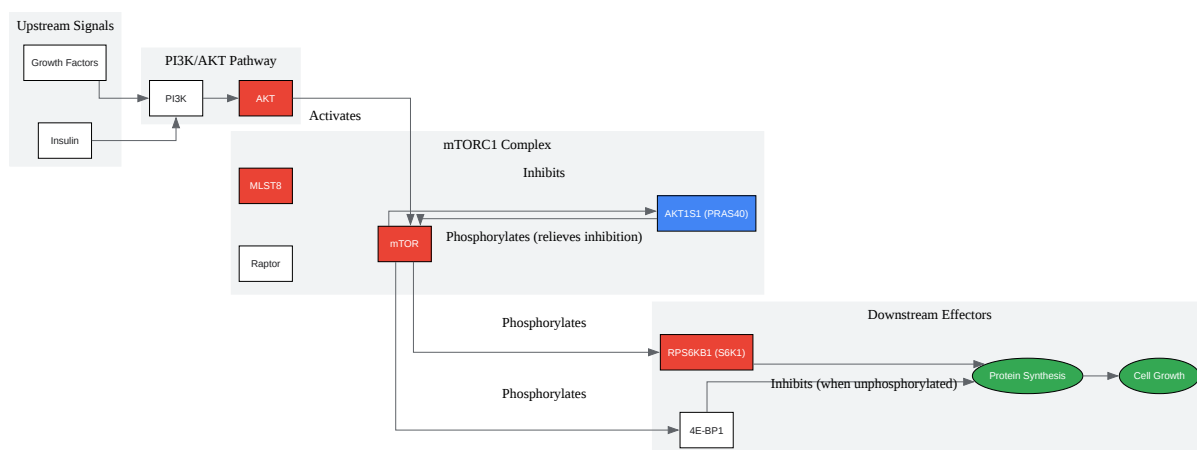 Upstream Signals
Growth Factors
Insulin
PI3K/AKT Pathway
PI3K
AKT
Activates
mTORC1 Complex
Inhibits
MLST8
AKT1S1 (PRAS40)
Phosphorylates (relieves inhibition)
mTOR
Raptor
Downstream Effectors
Phosphorylates
RPS6KB1 (S6K1)
Protein Synthesis
Cell Growth
Inhibits (when unphosphorylated)
Phosphorylates
4E-BP1